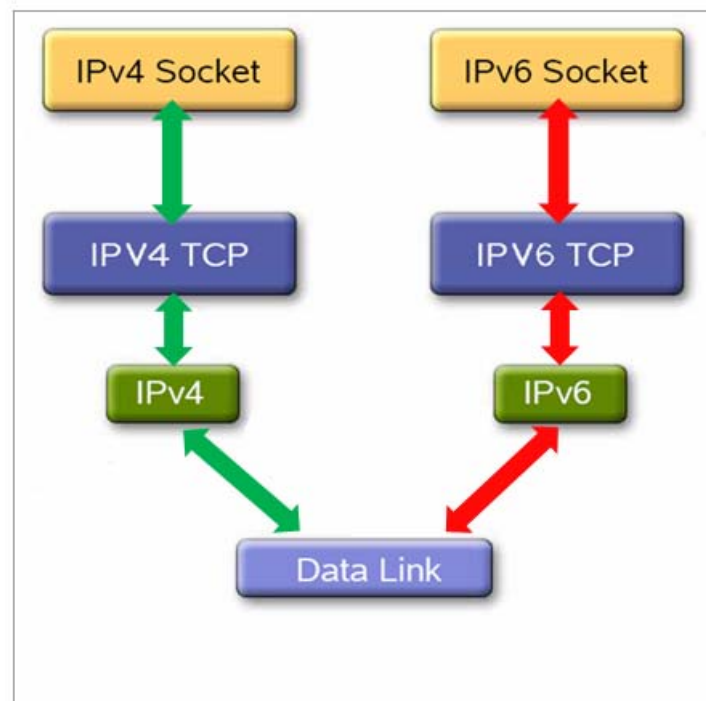 IPv4 Socket
IPv6 Socket
IPV4 TCP
IPV6 TCP
IPv4
IPv6
Data Link